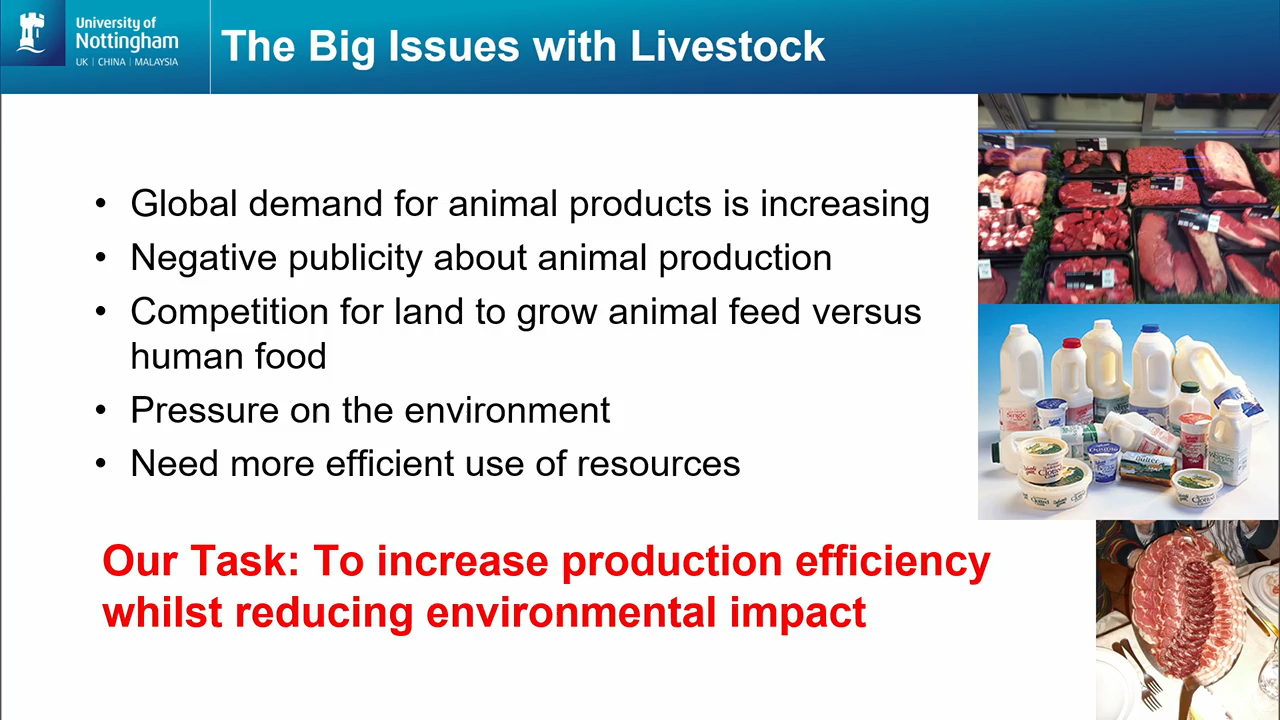 University of
Nottingham
UK | CHINA | MALAYSIA
The Big Issues with Livestock
• Global demand for animal products is increasing
• Negative publicity about animal production
• Competition for land to grow animal feed versus
human food
• Pressure on the environment
• Need more efficient use of resources
Our Task: To increase production efficiency
whilst reducing environmental impact
Butter